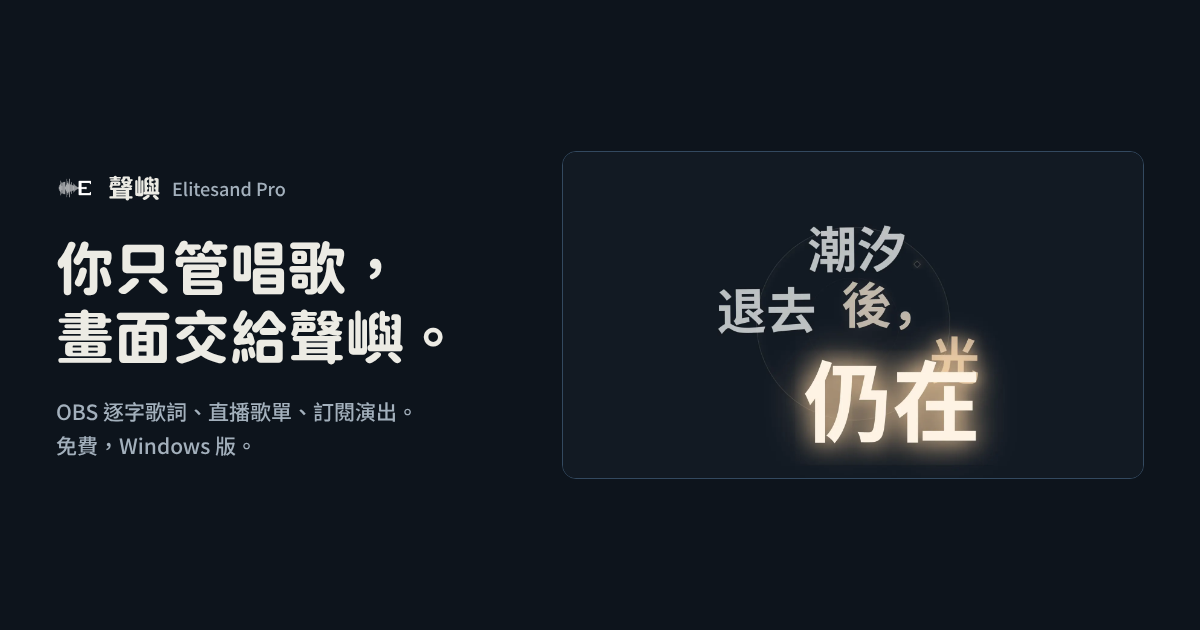 E 聲嶼 Elitesand Pro
你只管唱歌，
畫面交給聲嶼。
OBS 逐字歌詞、直播歌單、訂閱演出。
免費，Windows 版。
潮汐
退去 後，
光
仍在